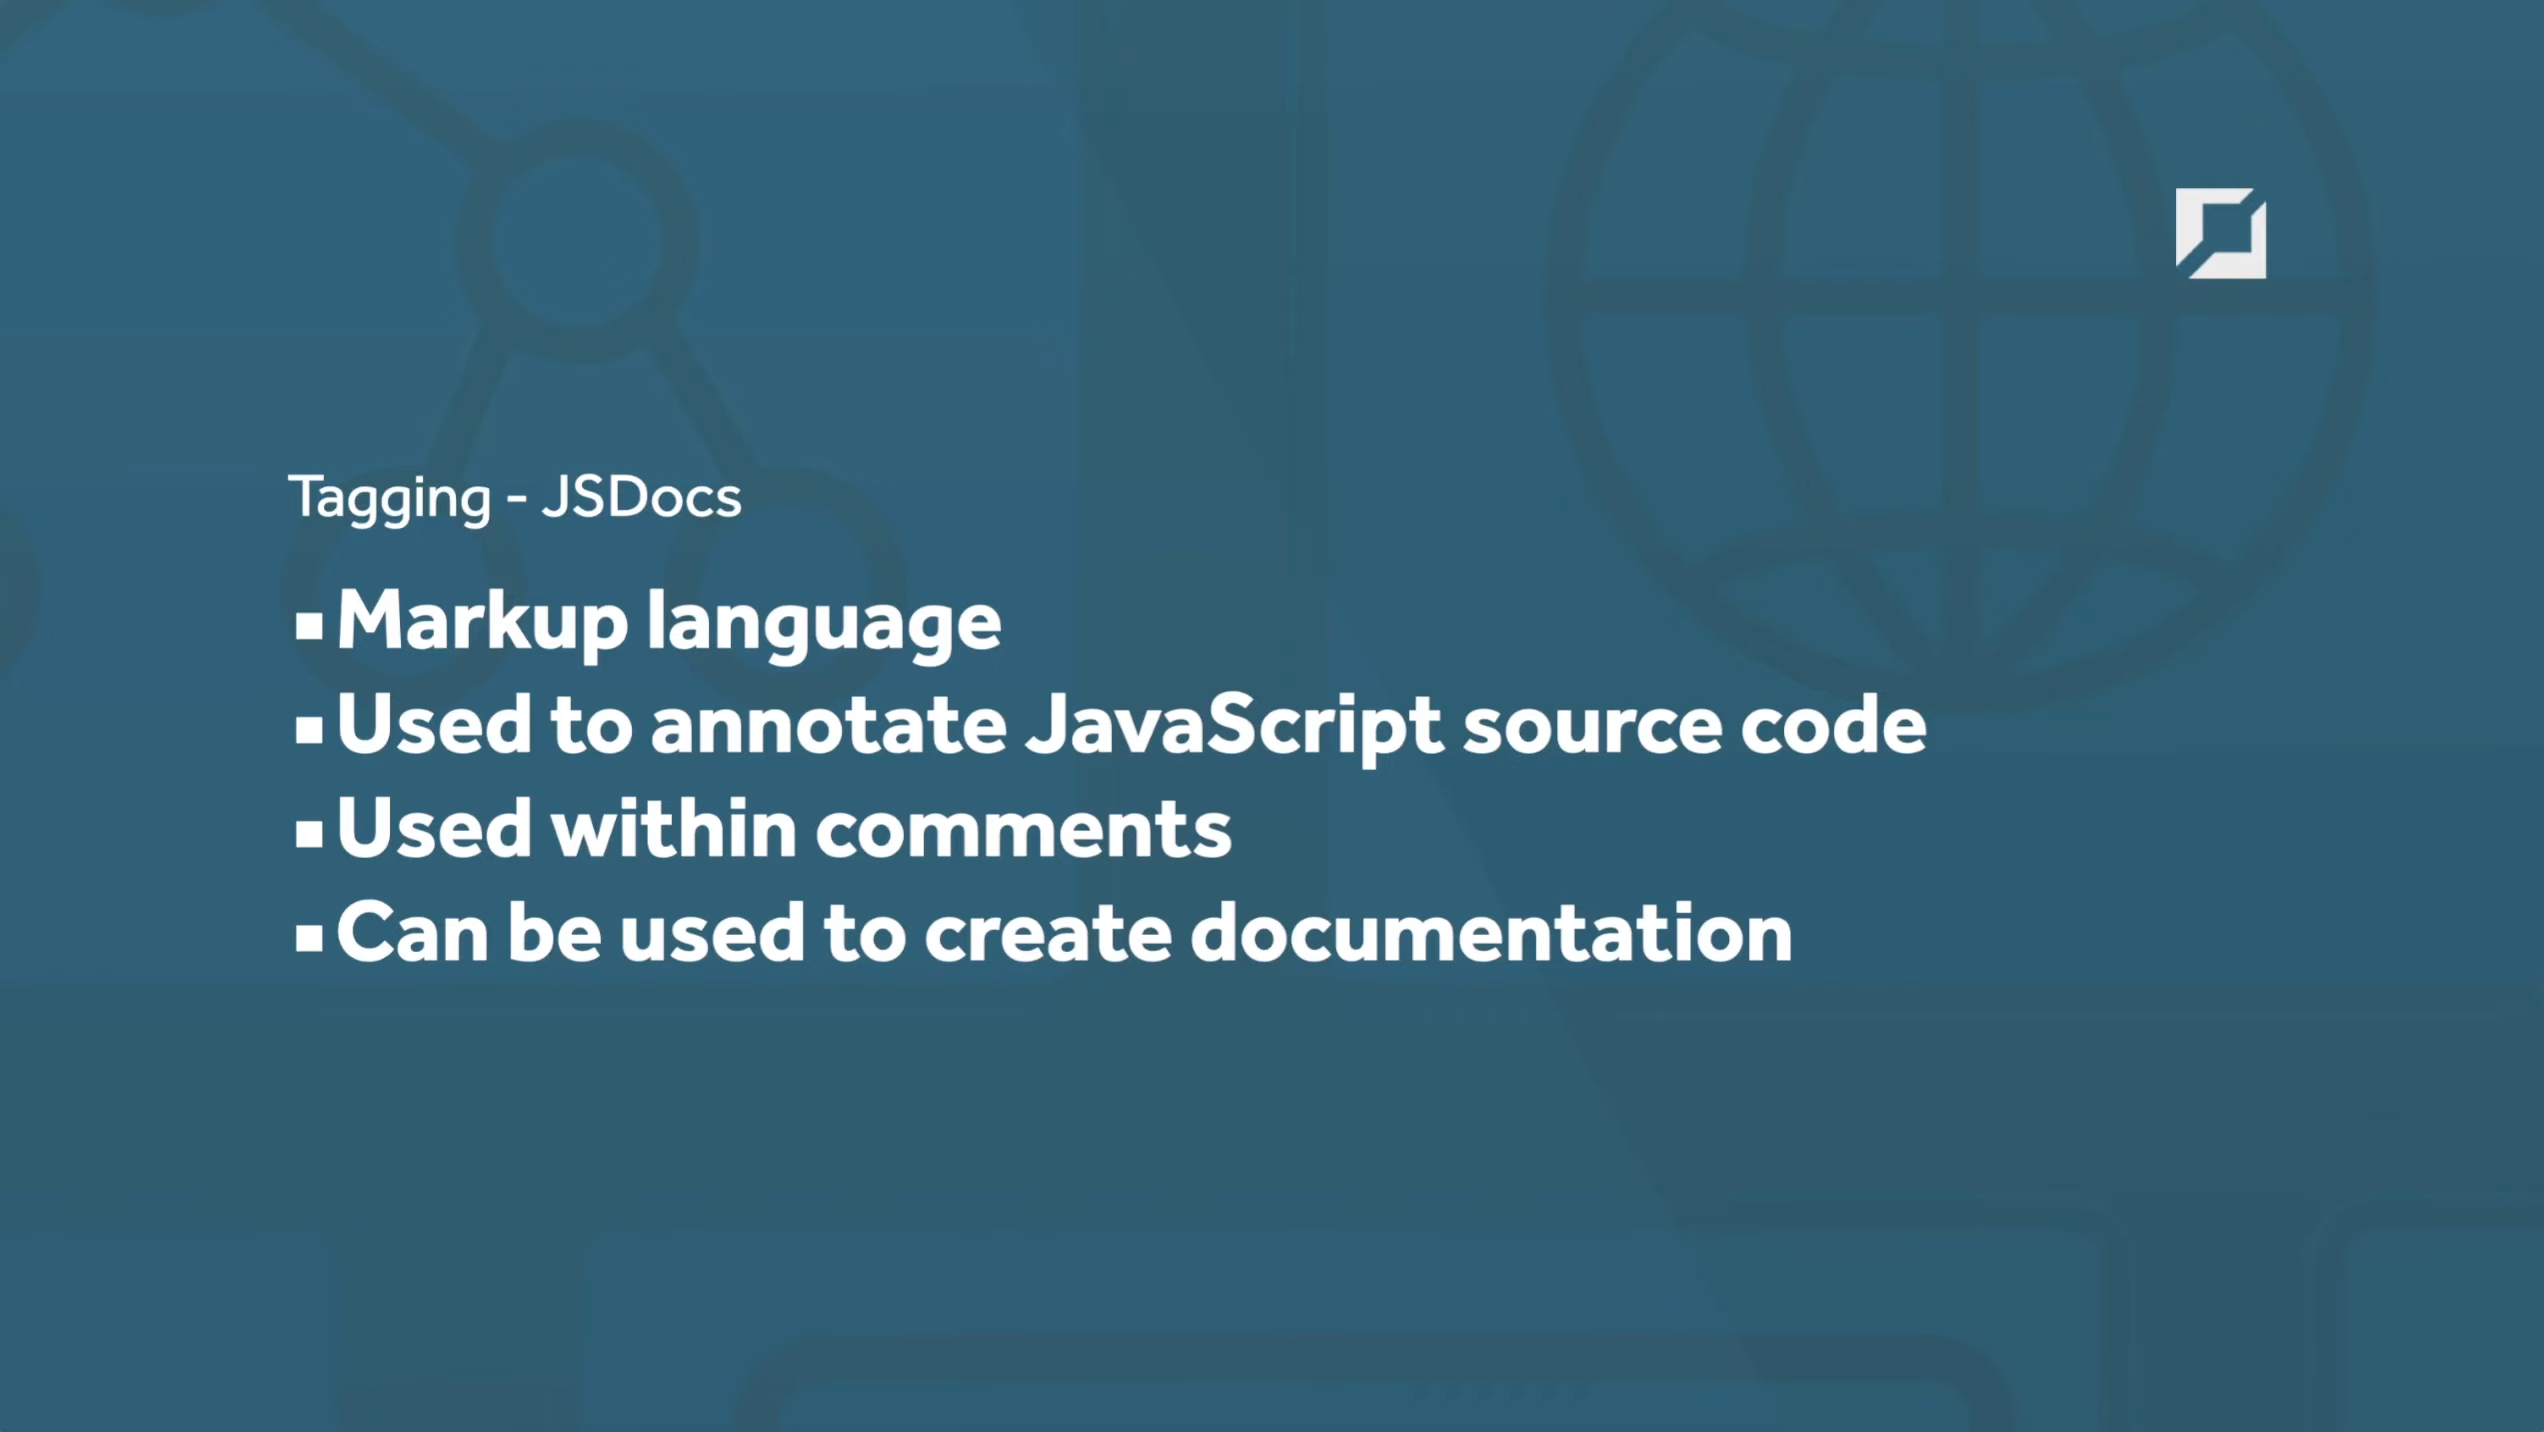 Tagging - JSDocs
▪Markup language
▪Used to annotate JavaScript source code
▪Used within comments
▪Can be used to create documentation